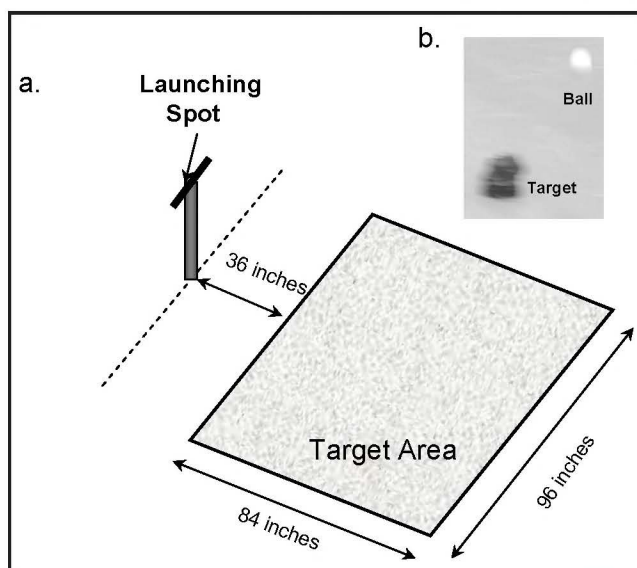 a.
Launching
Spot
36 inches
Target Area
84 inches
96 inches
b.
Ball
Target